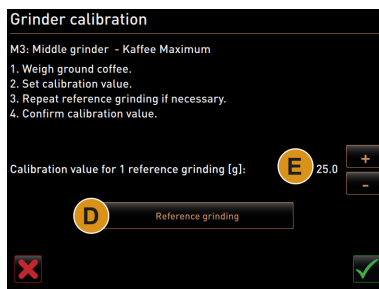 Grinder calibration
M3: Middle grinder - Kaffee Maximum
1. Weigh ground coffee.
2. Set calibration value.
3. Repeat reference grinding if necessary.
4. Confirm calibration value.
+
Calibration value for 1 reference grinding [g]: E 25.0
-
D Reference grinding